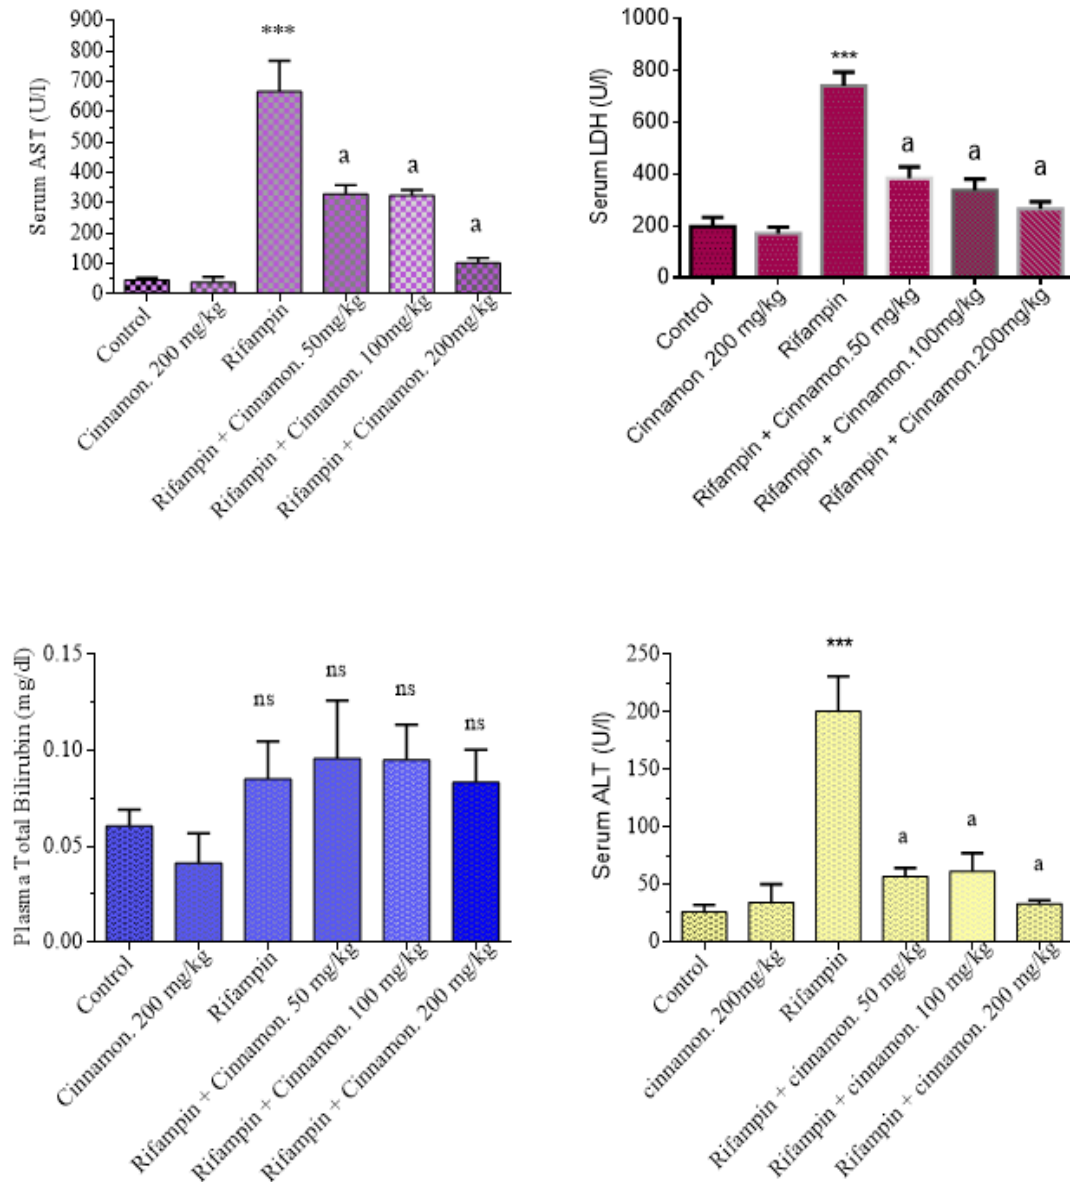 Serum AST (U/l)
900
800
700
600
500
400
300
200
100
0
***
a
a
a
Control
Cinnamon. 200 mg/kg
Rifampin
Rifampin + Cinnamon. 50mg/kg
Rifampin + Cinnamon. 100mg/kg
Rifampin + Cinnamon. 200mg/kg
Serum LDH (U/l)
1000
800
600
400
200
0
***
a
a
a
Control
Cinnamon .200 mg/kg
Rifampin
Rifampin + Cinnamon.50 mg/kg
Rifampin + Cinnamon.100mg/kg
Rifampin + Cinnamon.200mg/kg
Plasma Total Bilirubin (mg/dl)
0.15
0.10
0.05
0.00
ns
ns
ns
ns
Control
Cinnamon. 200 mg/kg
Rifampin
Rifampin + Cinnamon. 50 mg/kg
Rifampin + Cinnamon. 100 mg/kg
Rifampin + Cinnamon. 200 mg/kg
Serum ALT (U/l)
250
200
150
100
50
0
***
a
a
a
Control
cinnamon. 200mg/kg
Rifampin
Rifampin + cinnamon. 50 mg/kg
Rifampin + cinnamon. 100 mg/kg
Rifampin + cinnamon. 200 mg/kg